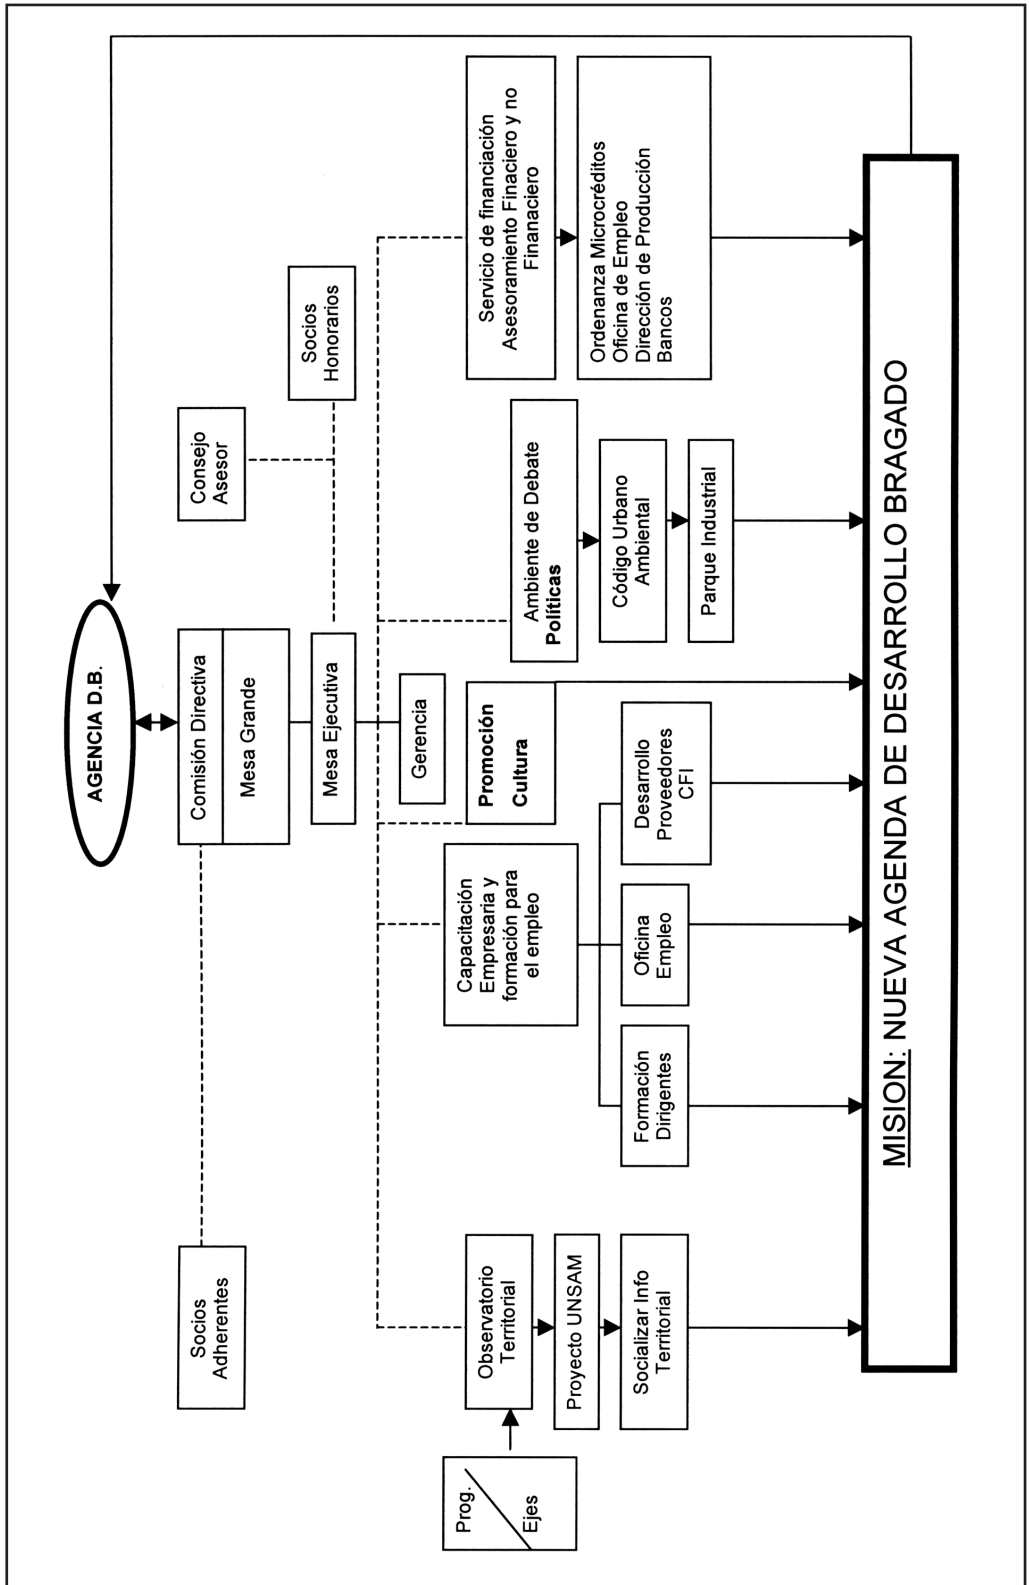 AGENCIA D.B.
Comisión Directiva
Mesa Grande
Socios
Adherentes
Consejo
Asesor
Socios
Honorarios
Mesa Ejecutiva
Gerencia
Prog.
Ejes
Observatorio
Territorial
Proyecto UNSAM
Socializar Info
Territorial
Capacitación
Empresaria y
formación para
el empleo
Formación
Dirigentes
Oficina
Empleo
Desarrollo
Proveedores
CFI
Promoción
Cultura
Ambiente de Debate
Políticas
Código Urbano
Ambiental
Parque Industrial
Servicio de financiación
Asesoramiento Finaciero y no
Finanaciero
Ordenanza Microcréditos
Oficina de Empleo
Dirección de Producción
Bancos
MISION: NUEVA AGENDA DE DESARROLLO BRAGADO